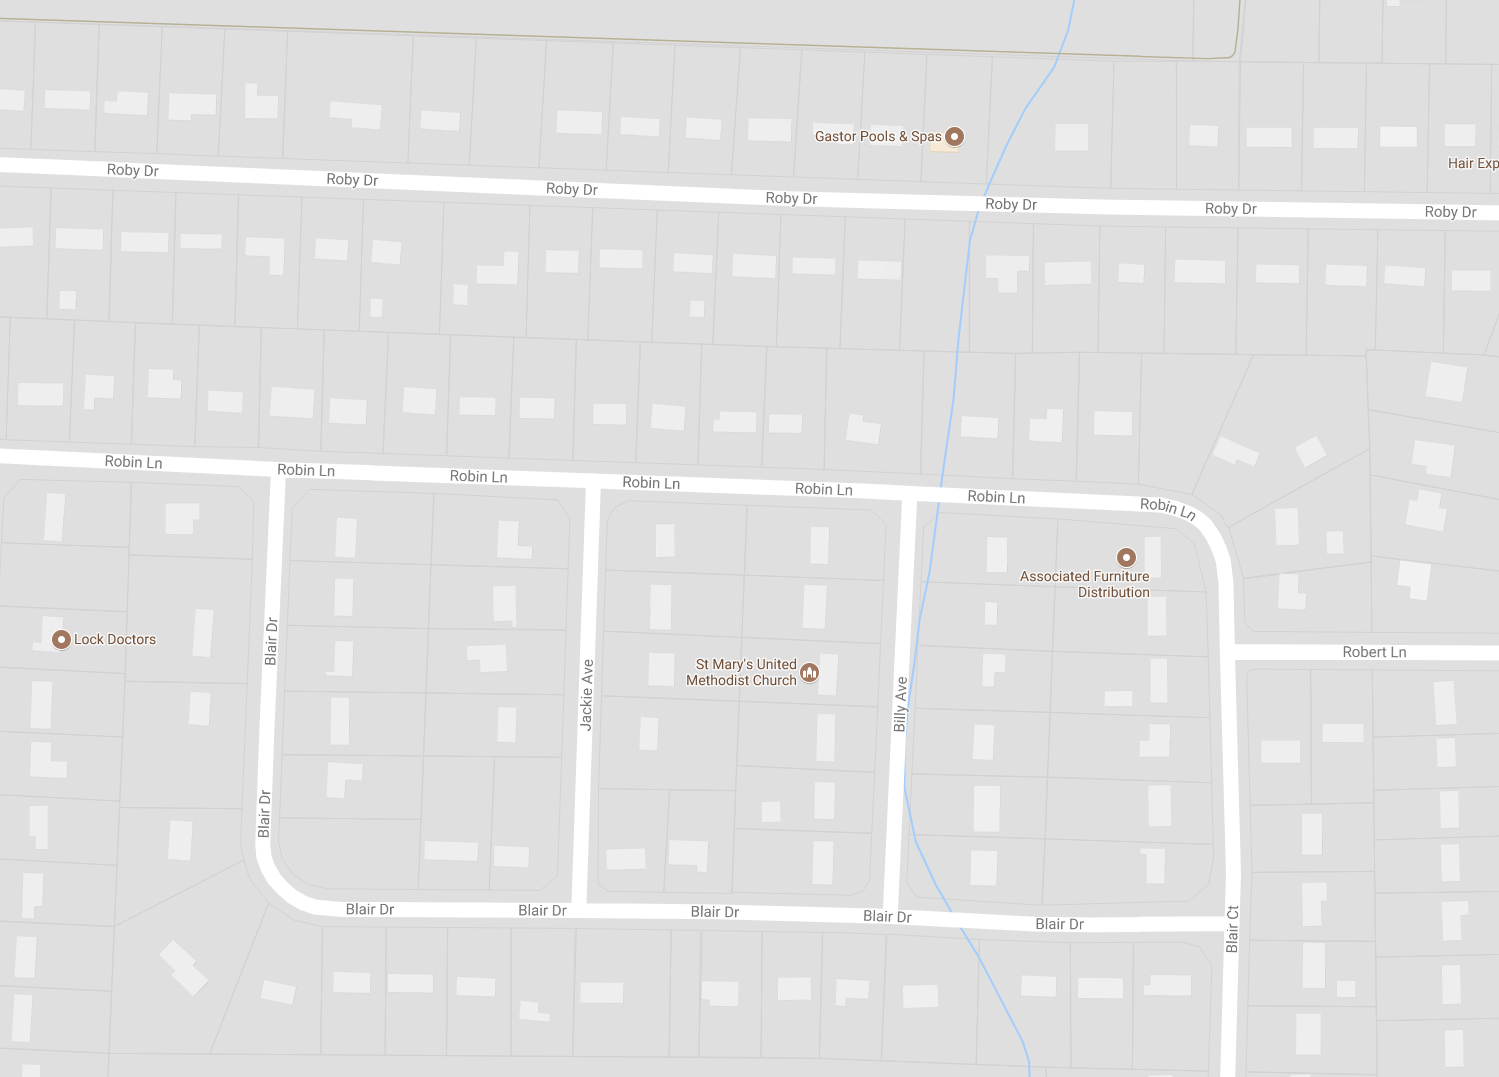 Gastor Pools & Spas
Hair Exp
Roby Dr
Roby Dr
Roby Dr
Roby Dr
Roby Dr
Roby Dr
Roby Dr
Robin Ln
Robin Ln
Robin Ln
Robin Ln
Robin Ln
Robin Ln
Robin Ln
Associated Furniture
Distribution
Lock Doctors
Blair Dr
Jackie Ave
St Mary's United
Methodist Church
Billy Ave
Robert Ln
Blair Dr
Blair Dr
Blair Dr
Blair Dr
Blair Dr
Blair Dr
Blair Ct